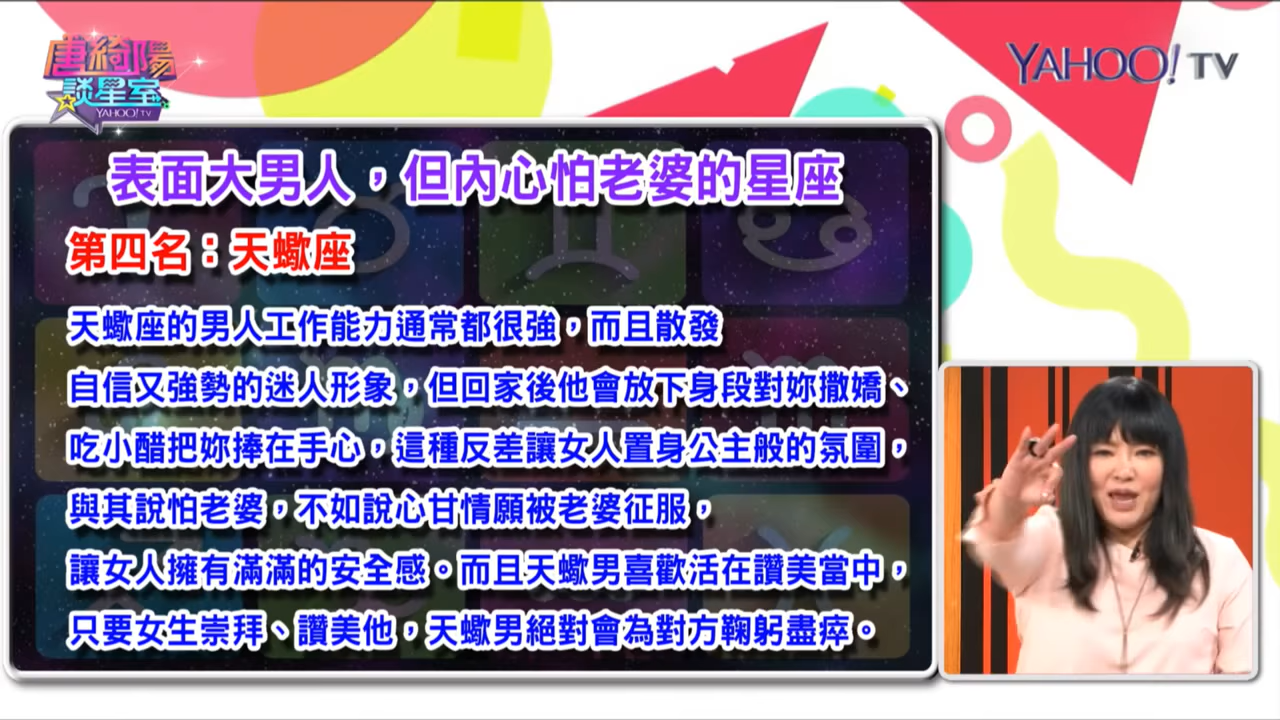 唐綺陽
談星室
YAHOO! TV
YAHOO! TV
表面大男人，但內心怕老婆的星座
第四名：天蠍座
天蠍座的男人工作能力通常都很強，而且散發
自信又強勢的迷人形象，但回家後他會放下身段對妳撒嬌、
吃小醋把妳捧在手心，這種反差讓女人置身公主般的氛圍，
與其說怕老婆，不如說心甘情願被老婆征服，
讓女人擁有滿滿的安全感。而且天蠍男喜歡活在讚美當中，
只要女生崇拜、讚美他，天蠍男絕對會為對方鞠躬盡瘁。